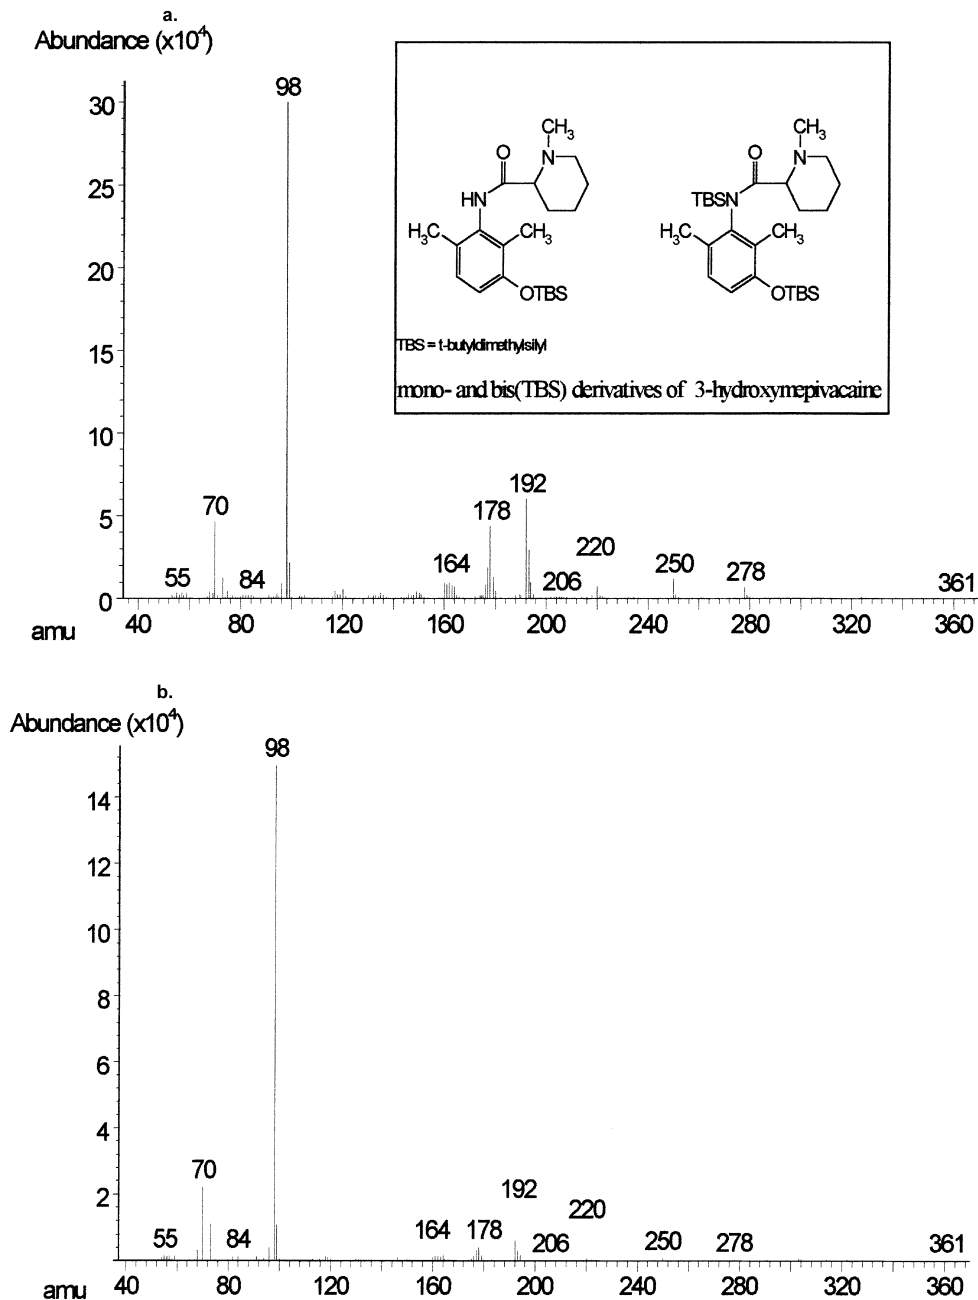 a.
Abundance (x10⁴)
98
30
25
20
15
10
5
0
70
55
84
164
178
192
206
220
250
278
361
40 80 120 160 200 240 280 320 360
amu
O
CH₃
N
HN
H₃C
CH₃
OTBS
O
CH₃
N
TBSN
H₃C
CH₃
OTBS
TBS = t-butyldimethylsilyl
mono- and bis(TBS) derivatives of 3-hydroxymepivacaine
b.
Abundance (x10⁴)
98
14
12
10
8
6
4
2
70
55
84
164
178
192
206
220
250
278
361
40 80 120 160 200 240 280 320 360
amu